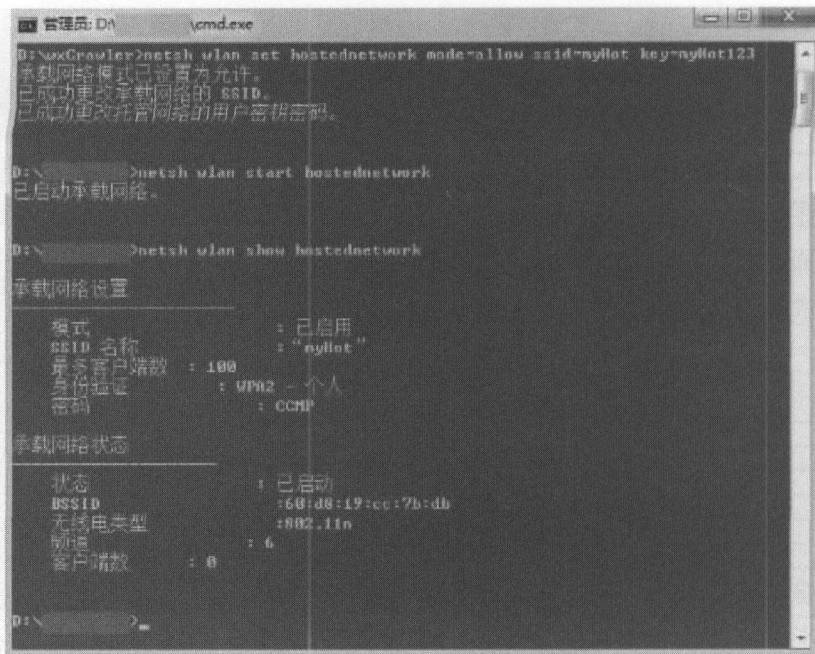 管理员: D:\ \cmd.exe
D:\wxCrawler>netsh wlan set hostednetwork mode=allow ssid=myHot key=myHot123
承载网络模式已设置为允许。
已成功更改承载网络的 SSID。
已成功更改托管网络的用户密钥密码。
D:\ >netsh wlan start hostednetwork
已启动承载网络。
D:\ >netsh wlan show hostednetwork
承载网络设置
模式 : 已启用
SSID 名称 : “myHot”
最多客户端数 : 100
身份验证 : WPA2 - 个人
密码 : CCMP
承载网络状态
状态 : 已启动
BSSID :60:d8:19:cc:7b:db
无线电类型 :802.11n
频道 : 6
客户端数 : 0
D:\ >_